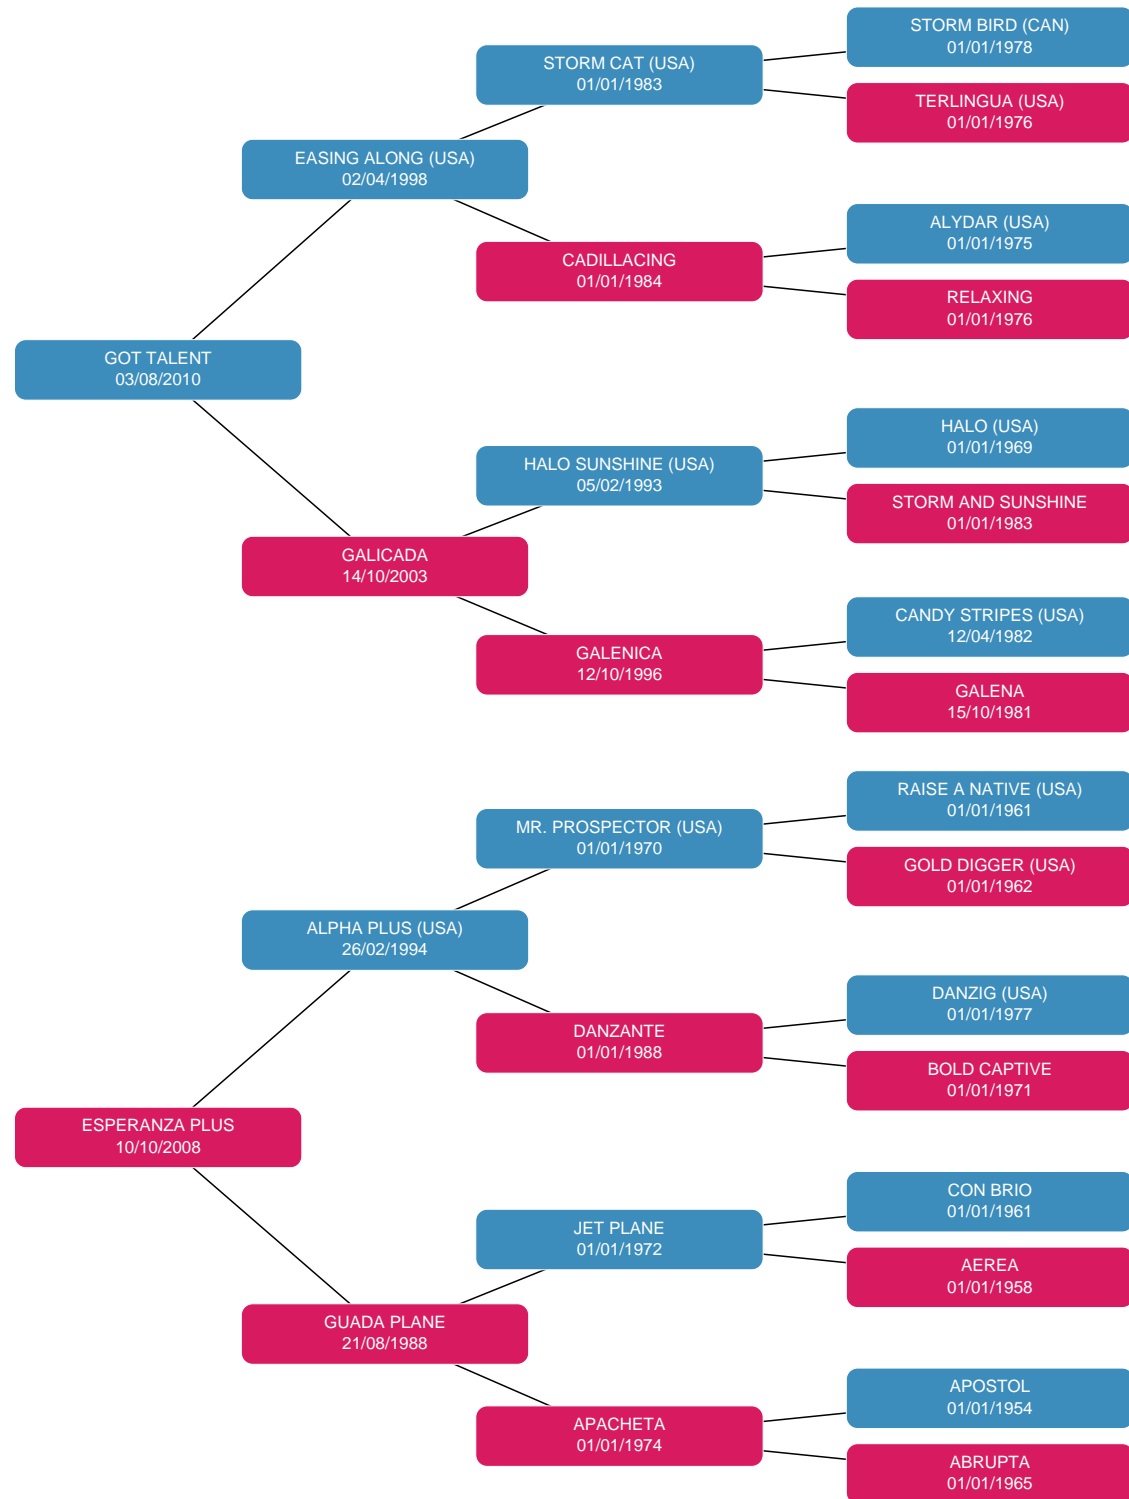 STORM BIRD (CAN)
01/01/1978
STORM CAT (USA)
01/01/1983
TERLINGUA (USA)
01/01/1976
EASING ALONG (USA)
02/04/1998
ALYDAR (USA)
01/01/1975
CADILLACING
01/01/1984
RELAXING
01/01/1976
GOT TALENT
03/08/2010
HALO (USA)
01/01/1969
HALO SUNSHINE (USA)
05/02/1993
STORM AND SUNSHINE
01/01/1983
GALICADA
14/10/2003
CANDY STRIPES (USA)
12/04/1982
GALENICA
12/10/1996
GALENA
15/10/1981
RAISE A NATIVE (USA)
01/01/1961
MR. PROSPECTOR (USA)
01/01/1970
GOLD DIGGER (USA)
01/01/1962
ALPHA PLUS (USA)
26/02/1994
DANZIG (USA)
01/01/1977
DANZANTE
01/01/1988
BOLD CAPTIVE
01/01/1971
ESPERANZA PLUS
10/10/2008
CON BRIO
01/01/1961
JET PLANE
01/01/1972
AEREA
01/01/1958
GUADA PLANE
21/08/1988
APOSTOL
01/01/1954
APACHETA
01/01/1974
ABRUPTA
01/01/1965